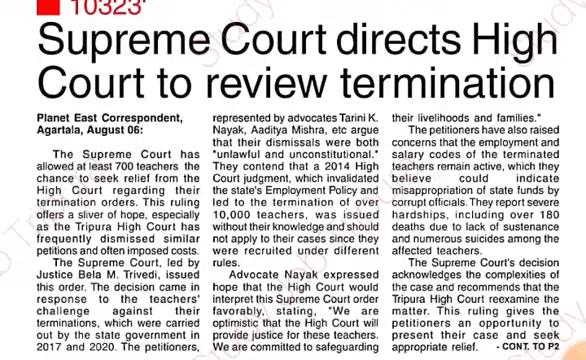 10323'
Supreme Court directs High
Court to review termination
Planet East Correspondent,
Agartala, August 06:
The Supreme Court has
allowed at least 700 teachers the
chance to seek relief from the
High Court regarding their
termination orders. This ruling
offers a sliver of hope, especially
as the Tripura High Court has
frequently dismissed similar
petitions and often imposed costs.
The Supreme Court, led by
Justice Bela M. Trivedi, issued
this order. The decision came in
response to the teachers'
challenge against their
terminations, which were carried
out by the state government in
2017 and 2020. The petitioners,
represented by advocates Tarini K.
Nayak, Aaditya Mishra, etc argue
that their dismissals were both
"unlawful and unconstitutional."
They contend that a 2014 High
Court judgment, which invalidated
the state's Employment Policy and
led to the termination of over
10,000 teachers, was issued
without their knowledge and should
not apply to their cases since they
were recruited under different
rules.
Advocate Nayak expressed
hope that the High Court would
interpret this Supreme Court order
favorably, stating, "We are
optimistic that the High Court will
provide justice for these teachers.
We are committed to safeguarding
their livelihoods and families."
The petitioners have also raised
concerns that the employment and
salary codes of the terminated
teachers remain active, which they
believe could indicate
misappropriation of state funds by
corrupt officials. They report severe
hardships, including over 180
deaths due to lack of sustenance
and numerous suicides among the
affected teachers.
The Supreme Court's decision
acknowledges the complexities of
the case and recommends that the
Tripura High Court reexamine the
matter. This ruling gives the
petitioners an opportunity to
present their case and seek
appropriate relief. - CONT. TO P2